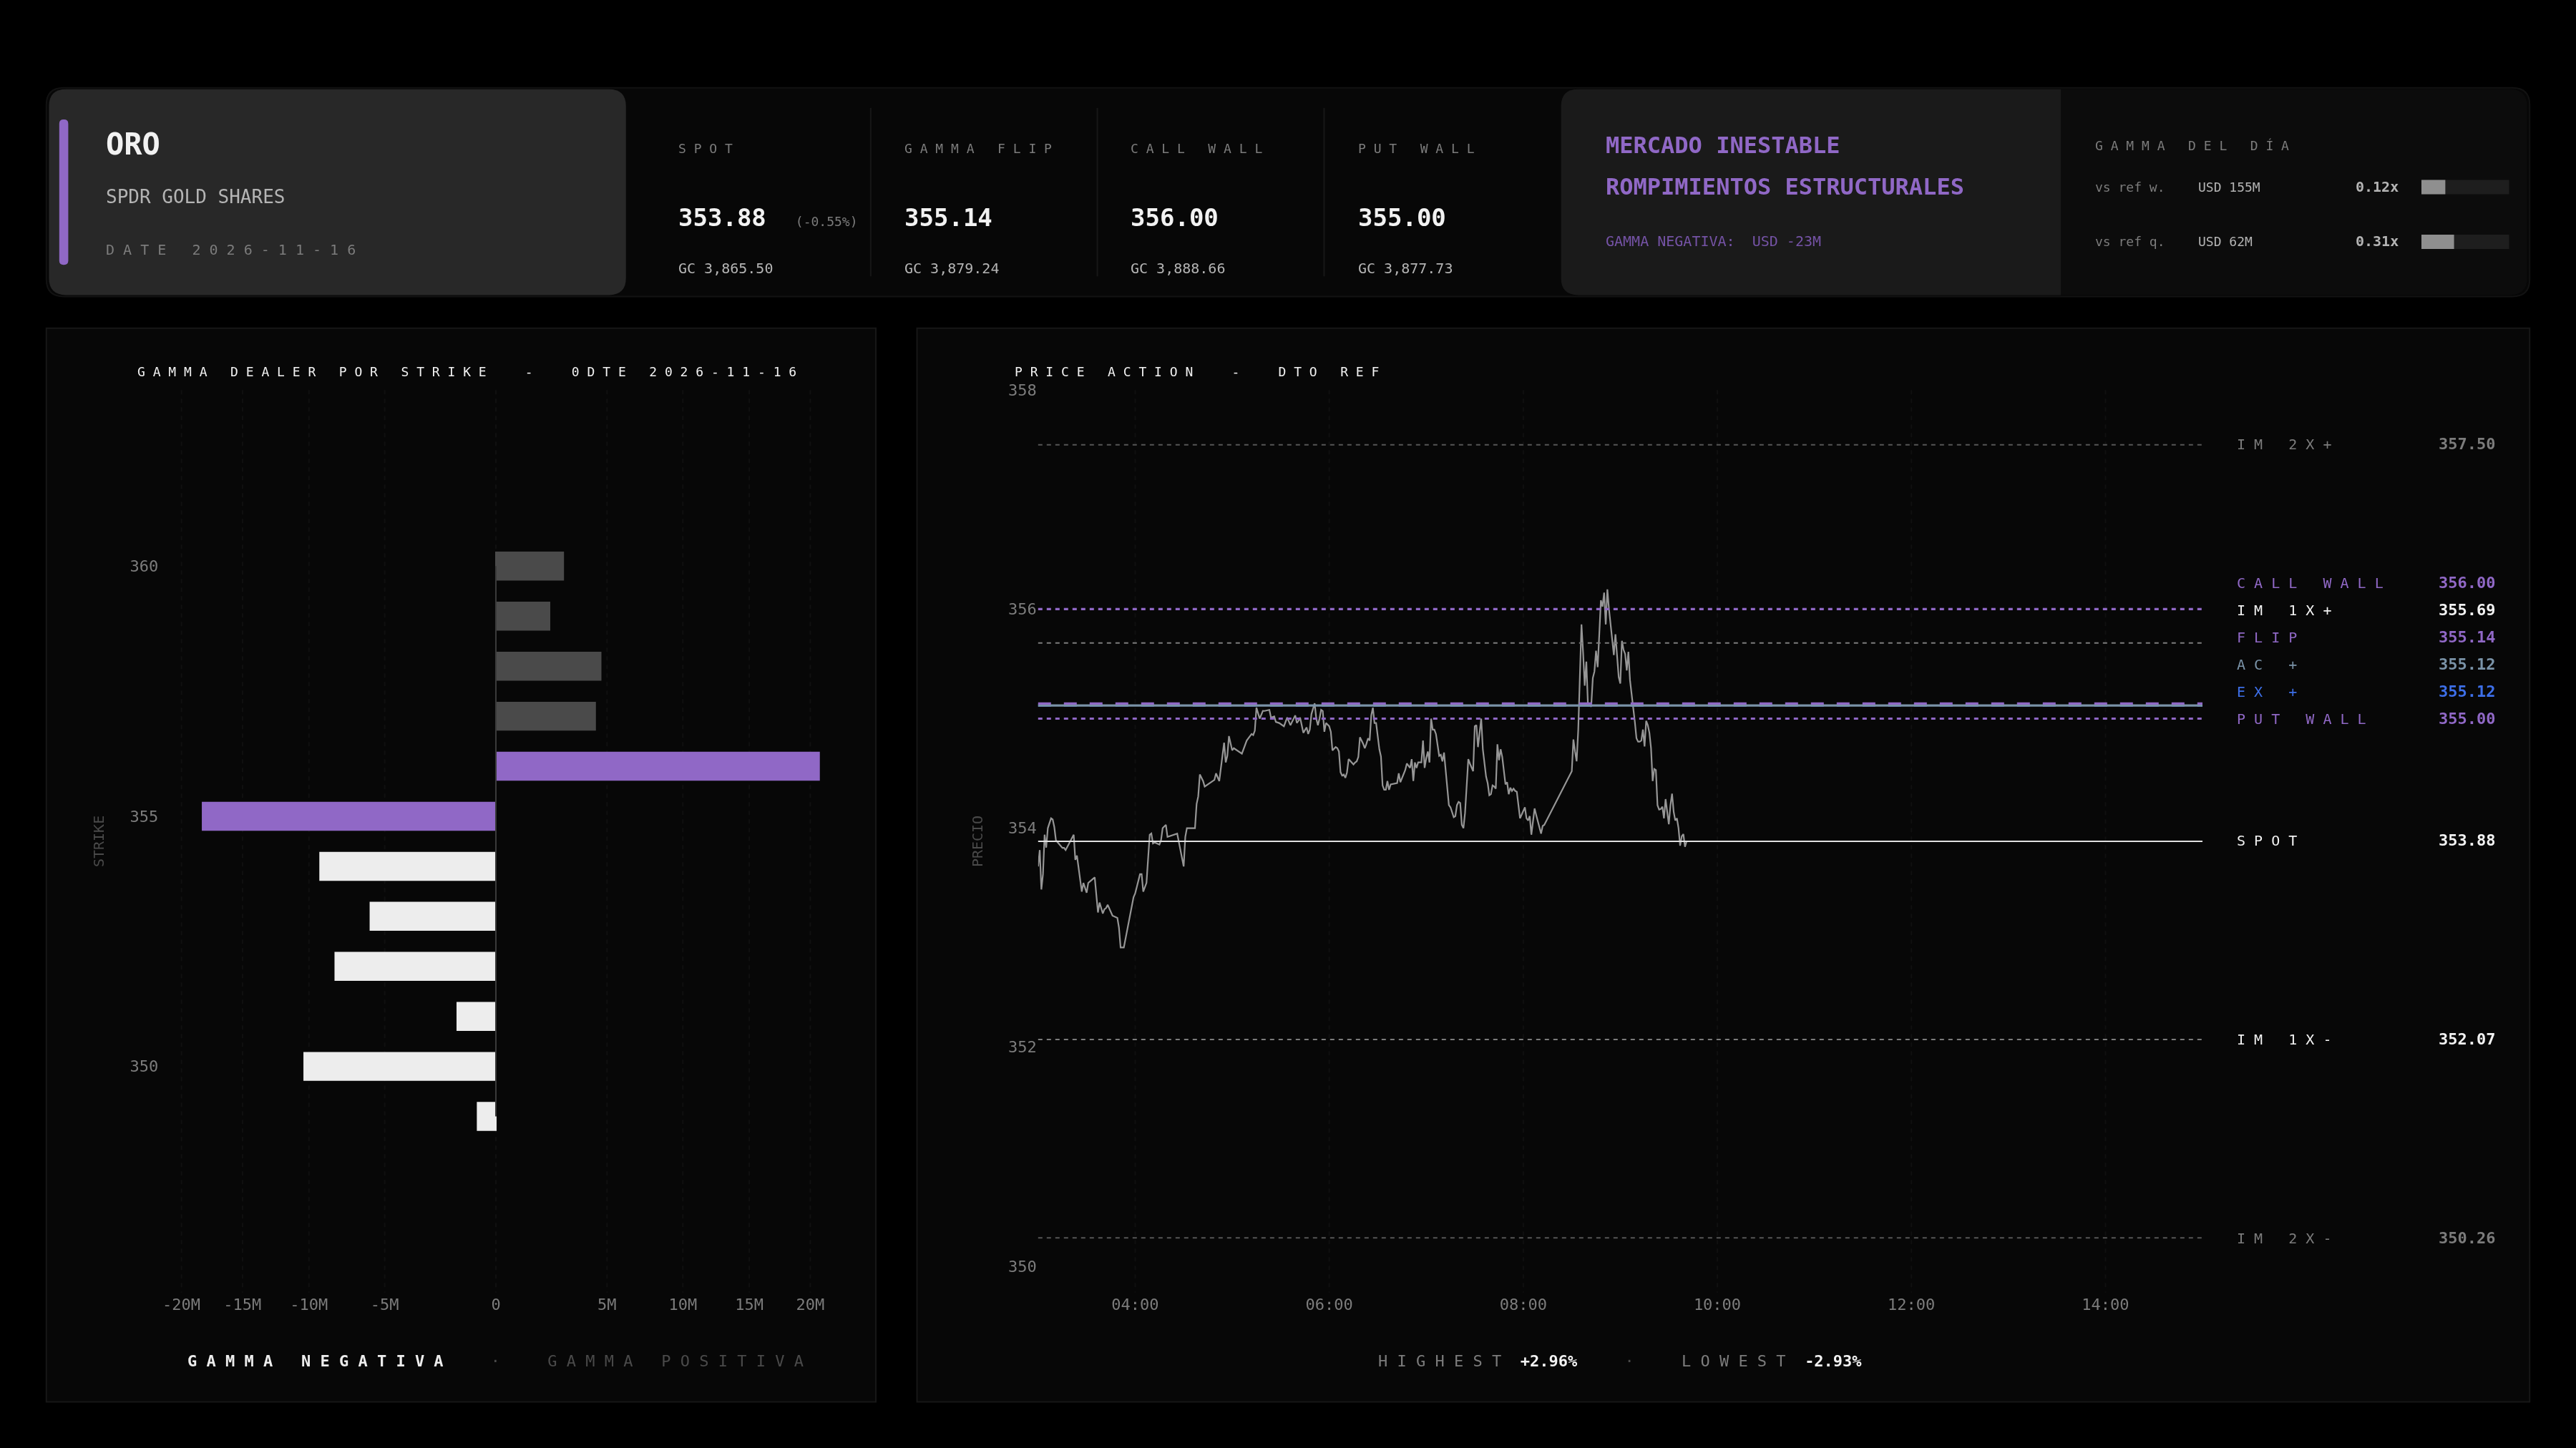 ORO
SPDR GOLD SHARES
DATE 2026-11-16
SPOT
353.88 (-0.55%)
GC 3,865.50
GAMMA FLIP
355.14
GC 3,879.24
CALL WALL
356.00
GC 3,888.66
PUT WALL
355.00
GC 3,877.73
MERCADO INESTABLE
ROMPIMIENTOS ESTRUCTURALES
GAMMA NEGATIVA: USD -23M
GAMMA DEL DÍA
vs ref w. USD 155M 0.12x
vs ref q. USD 62M 0.31x
GAMMA DEALER POR STRIKE - 0DTE 2026-11-16
STRIKE
360
355
350
-20M -15M -10M -5M 0 5M 10M 15M 20M
GAMMA NEGATIVA · GAMMA POSITIVA
PRICE ACTION - DTO REF
PRECIO
358
356
354
352
350
IM 2X+ 357.50
CALL WALL 356.00
IM 1X+ 355.69
FLIP 355.14
AC + 355.12
EX + 355.12
PUT WALL 355.00
SPOT 353.88
IM 1X- 352.07
IM 2X- 350.26
04:00 06:00 08:00 10:00 12:00 14:00
HIGHEST +2.96% · LOWEST -2.93%